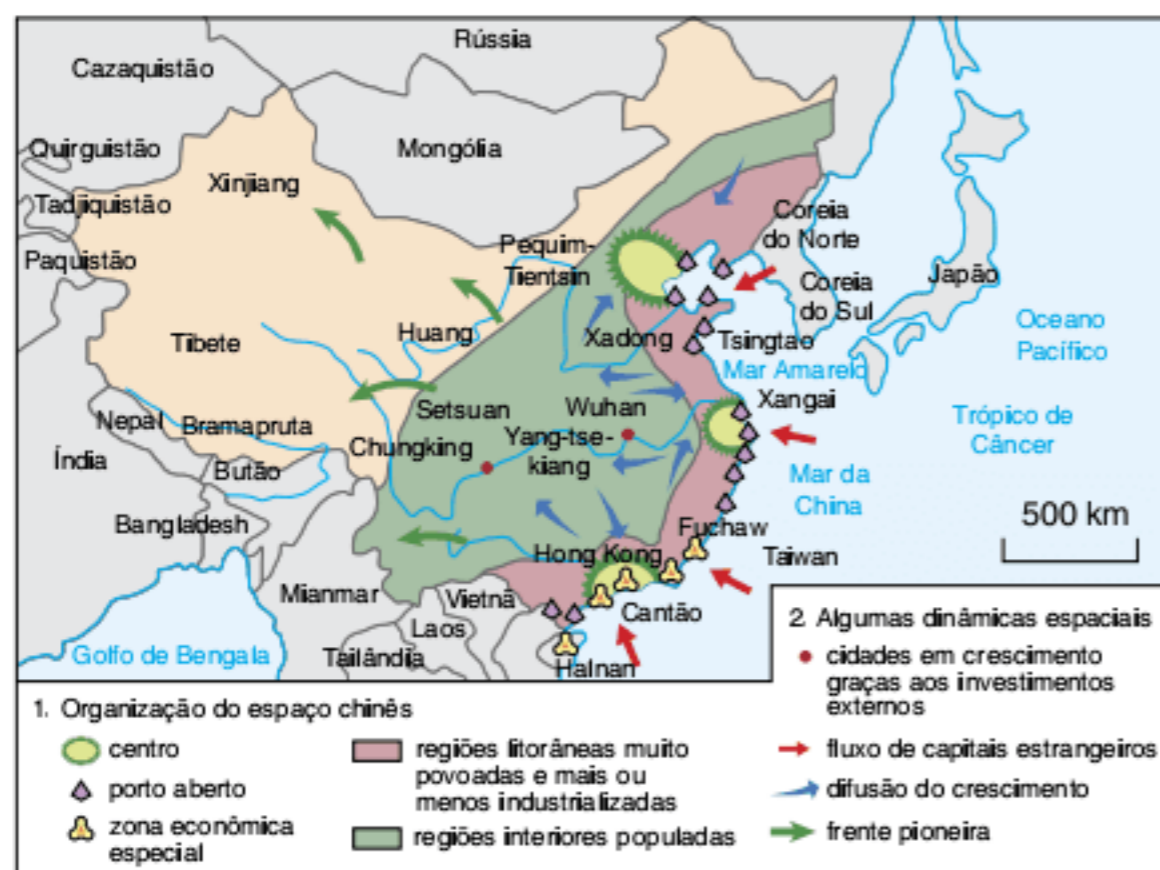 Rússia
Cazaquistão
Quirguistão
Mongólia
Xinjiang
Tadjiquistão
Coreia
do Norte
Pequim-
Tientsin
Paquistão
Japão
Coreia
do Sul
Oceano
Pacífico
Huang
Xadong
Tsingtao
Tibete
Mar Amarelo
Setsuan
Wuhan
Xangai
Nepal
Bramaputa
Chungking
Yang-tse-
kiang
Trópico de
Câncer
Índia
Butão
Mar da
China
Bangladesh
500 km
Fuchaw
Hong Kong
Taiwan
Mianmar
Vietnã
Cantão
Laos
Golfo de Bengala
Tailândia
Hainan
1. Organização do espaço chinês
centro
porto aberto
zona econômica
especial
regiões litorâneas muito
povoadas e mais ou
menos industrializadas
regiões interiores populadas
2. Algumas dinâmicas espaciais
cidades em crescimento
graças aos investimentos
externos
fluxo de capitais estrangeiros
difusão do crescimento
frente pioneira